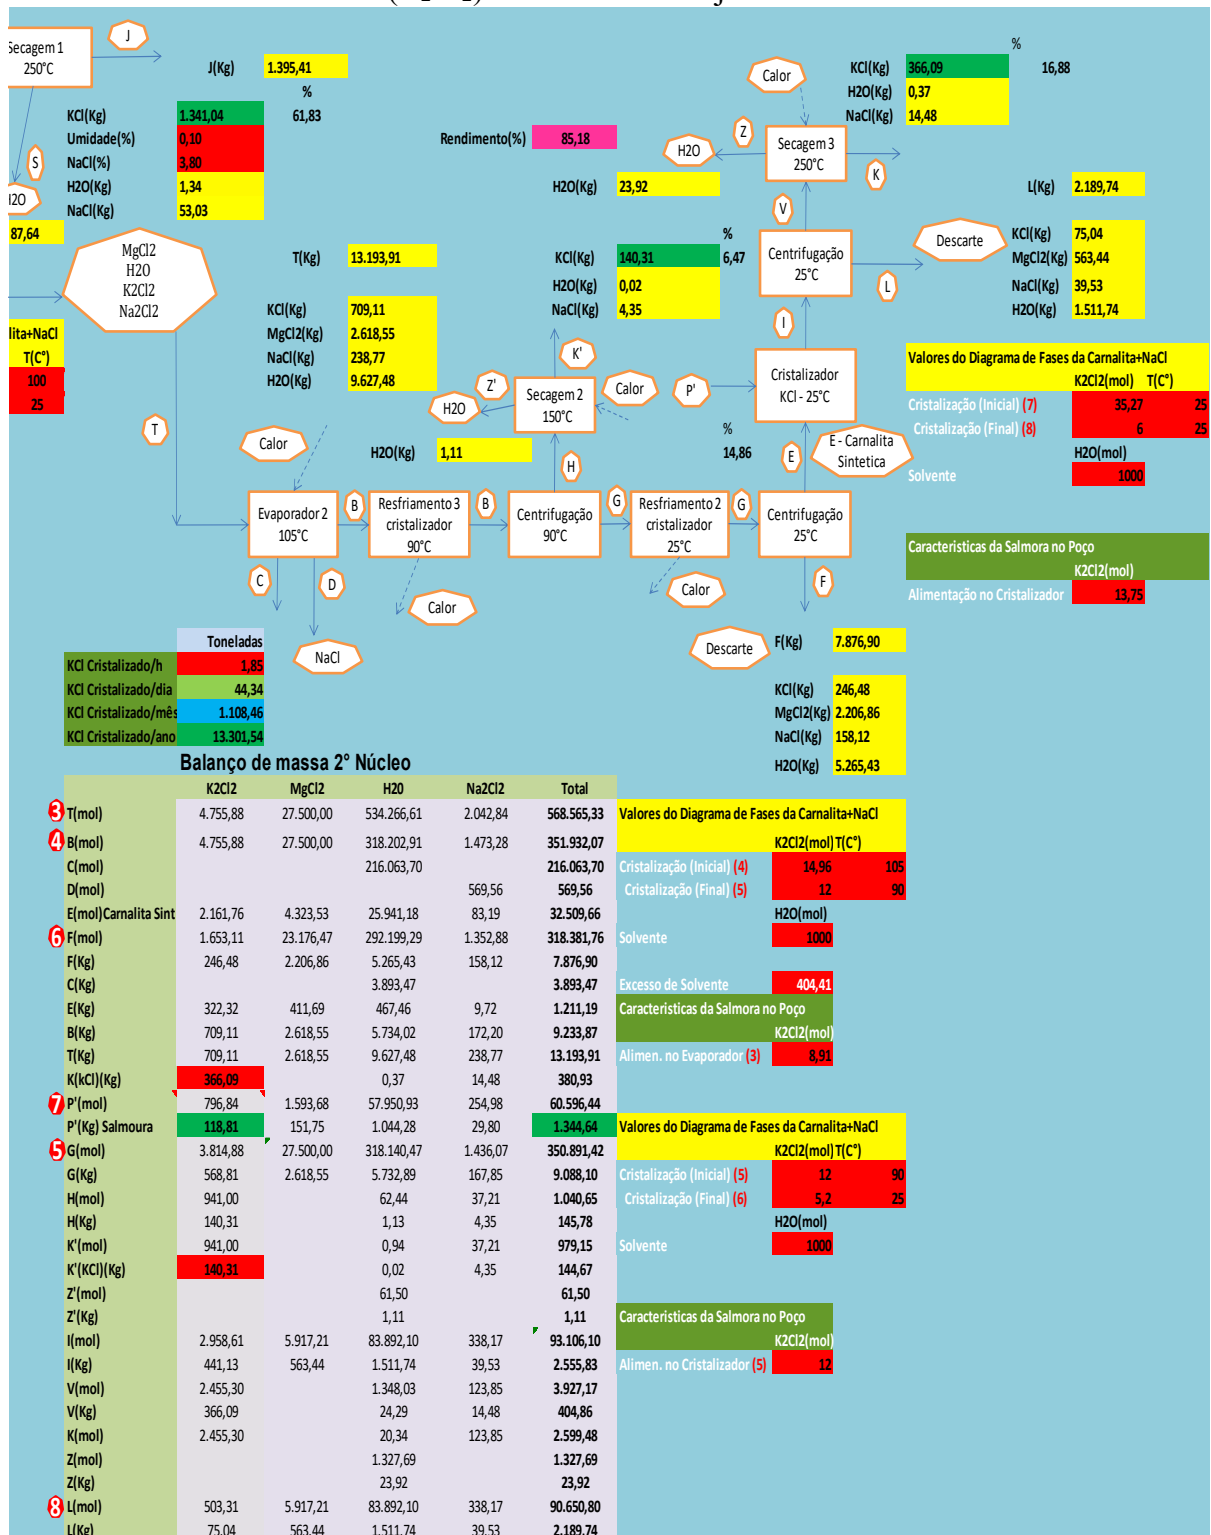 Secagem 1
250°C
J
J(Kg) 1.395,41
%
KCl(Kg) 1.341,04 61,83
Umidade(%) 0,10
NaCl(%) 3,80
H2O(Kg) 1,34
NaCl(Kg) 53,03
S
87,64
Rendimento(%) 85,18
H2O(Kg) 23,92
Calor
%
KCl(Kg) 366,09 16,88
H2O(Kg) 0,37
NaCl(Kg) 14,48
Z
H2O
Secagem 3
250°C
K
V
L(Kg) 2.189,74
Descarte
KCl(Kg) 75,04
MgCl2(Kg) 563,44
NaCl(Kg) 39,53
H2O(Kg) 1.511,74
Centrifugação
25°C
L
I
MgCl2
H2O
K2Cl2
Na2Cl2
T(Kg) 13.193,91
KCl(Kg) 709,11
MgCl2(Kg) 2.618,55
NaCl(Kg) 238,77
H2O(Kg) 9.627,48
%
KCl(Kg) 140,31 6,47
H2O(Kg) 0,02
NaCl(Kg) 4,35
lita+NaCl
T(C°)
100
25
K'
Z'
H2O
Secagem 2
150°C
Calor
P'
Cristalizador
KCl - 25°C
Valores do Diagrama de Fases da Carnalita+NaCl
K2Cl2(mol) T(C°)
Cristalização (Inicial) (7) 35,27 25
Cristalização (Final) (8) 6 25
H2O(mol)
Solvente 1000
T
Calor
H2O(Kg) 1,11
H
%
14,86
E
E - Carnalita
Sintetica
Evaporador 2
105°C
B
Resfriamento 3
cristalizador
90°C
B
Centrifugação
90°C
G
Resfriamento 2
cristalizador
25°C
G
Centrifugação
25°C
Caracteristicas da Salmora no Poço
K2Cl2(mol)
Alimentação no Cristalizador 13,75
C
D
Calor
Calor
F
NaCl
Descarte
F(Kg) 7.876,90
KCl(Kg) 246,48
MgCl2(Kg) 2.206,86
NaCl(Kg) 158,12
H2O(Kg) 5.265,43
Toneladas
KCl Cristalizado/h 1,85
KCl Cristalizado/dia 44,34
KCl Cristalizado/mês 1.108,46
KCl Cristalizado/ano 13.301,54
Balanço de massa 2° Núcleo
K2Cl2 MgCl2 H20 Na2Cl2 Total
3 T(mol) 4.755,88 27.500,00 534.266,61 2.042,84 568.565,33 Valores do Diagrama de Fases da Carnalita+NaCl
4 B(mol) 4.755,88 27.500,00 318.202,91 1.473,28 351.932,07 K2Cl2(mol) T(C°)
C(mol) 216.063,70 216.063,70 Cristalização (Inicial) (4) 14,96 105
D(mol) 569,56 569,56 Cristalização (Final) (5) 12 90
E(mol)Carnalita Sint 2.161,76 4.323,53 25.941,18 83,19 32.509,66 H2O(mol)
6 F(mol) 1.653,11 23.176,47 292.199,29 1.352,88 318.381,76 Solvente 1000
F(Kg) 246,48 2.206,86 5.265,43 158,12 7.876,90
C(Kg) 3.893,47 3.893,47 Excesso de Solvente 404,41
E(Kg) 322,32 411,69 467,46 9,72 1.211,19 Caracteristicas da Salmora no Poço
B(Kg) 709,11 2.618,55 5.734,02 172,20 9.233,87 K2Cl2(mol)
T(Kg) 709,11 2.618,55 9.627,48 238,77 13.193,91 Alimen. no Evaporador (3) 8,91
K(kCl)(Kg) 366,09 0,37 14,48 380,93
7 P'(mol) 796,84 1.593,68 57.950,93 254,98 60.596,44
P'(Kg) Salmoura 118,81 151,75 1.044,28 29,80 1.344,64 Valores do Diagrama de Fases da Carnalita+NaCl
5 G(mol) 3.814,88 27.500,00 318.140,47 1.436,07 350.891,42 K2Cl2(mol) T(C°)
G(Kg) 568,81 2.618,55 5.732,89 167,85 9.088,10 Cristalização (Inicial) (5) 12 90
H(mol) 941,00 62,44 37,21 1.040,65 Cristalização (Final) (6) 5,2 25
H(Kg) 140,31 1,13 4,35 145,78 H2O(mol)
K'(mol) 941,00 0,94 37,21 979,15 Solvente 1000
K'(KCl)(Kg) 140,31 0,02 4,35 144,67
Z'(mol) 61,50 61,50
Z'(Kg) 1,11 1,11 Caracteristicas da Salmora no Poço
I(mol) 2.958,61 5.917,21 83.892,10 338,17 93.106,10 K2Cl2(mol)
I(Kg) 441,13 563,44 1.511,74 39,53 2.555,83 Alimen. no Cristalizador (5) 12
V(mol) 2.455,30 1.348,03 123,85 3.927,17
V(Kg) 366,09 24,29 14,48 404,86
K(mol) 2.455,30 20,34 123,85 2.599,48
Z(mol) 1.327,69 1.327,69
Z(Kg) 23,92 23,92
8 L(mol) 503,31 5.917,21 83.892,10 338,17 90.650,80
L(Kg) 75,04 563,44 1.511,74 39,53 2.189,74